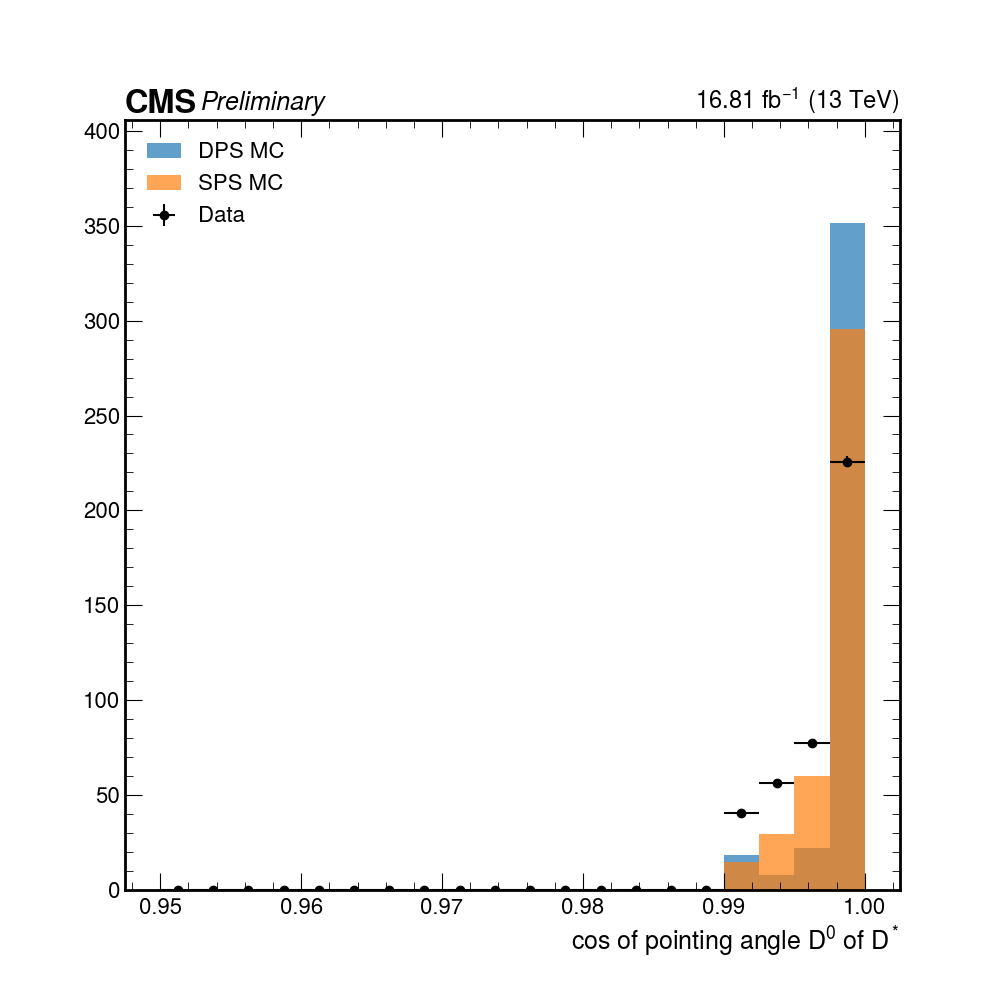 CMS Preliminary 16.81 fb⁻¹ (13 TeV)
DPS MC
SPS MC
Data
400
350
300
250
200
150
100
50
0
0.95 0.96 0.97 0.98 0.99 1.00
cos of pointing angle D⁰ of D*